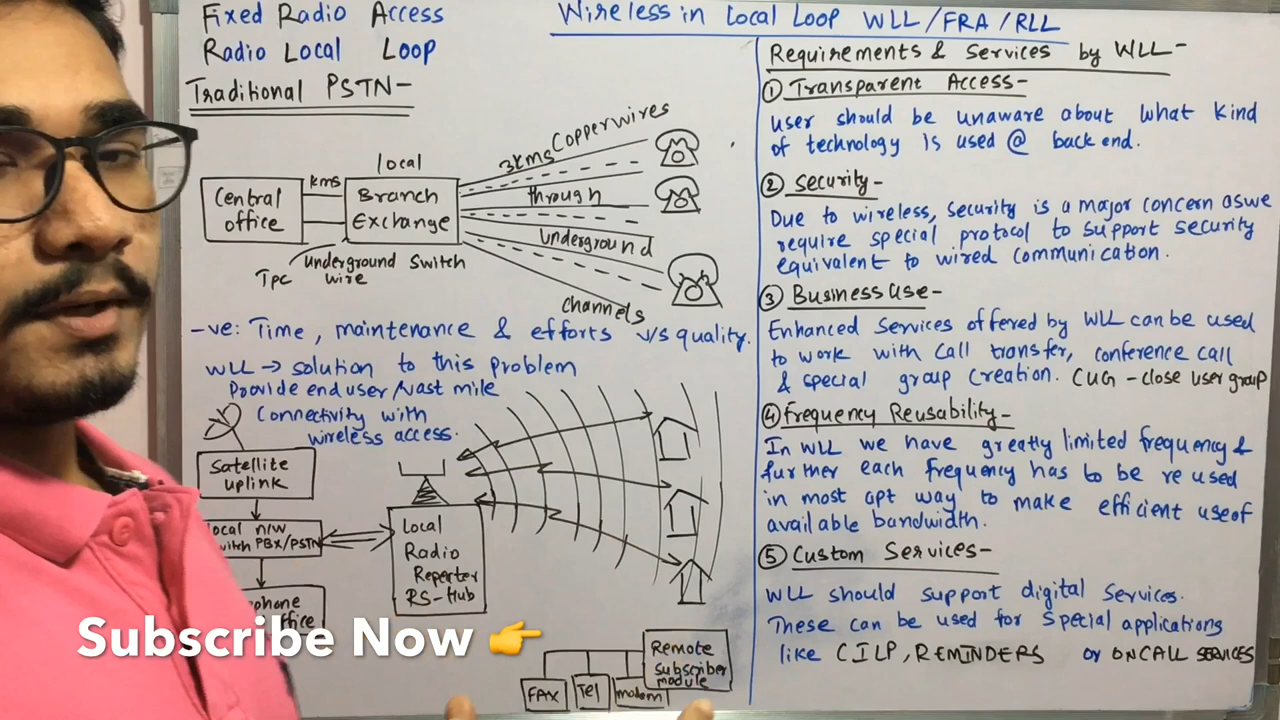 Fixed Radio Access
Radio Local Loop
Wireless in Local Loop WLL/FRA/RLL
Traditional PSTN-
Central office
kms
local
Branch Exchange
3kms Copperwires
through
underground
channels
Tpc
underground wire
Switch
-ve: Time, maintenance & efforts v/s quality.
WLL → solution to this problem
Provide end user/last mile
Connectivity with
wireless access.
Satellite
uplink
local n/w
PBX/PSTN
Local
Radio
Reporter
RS-Hub
Remote
Subscriber
module
FAX
Tel
modem
Requirements & Services by WLL-
① Transparent Access-
user should be unaware about what kind
of technology is used @ back end.
② Security-
Due to wireless, security is a major concern aswe
require special protocol to support security
equivalent to wired communication.
③ Business Use-
Enhanced services offered by WLL can be used
to work with Call transfer, conference call
& special group Creation. CUG - close user group
④ Frequency Reusability-
In WLL we have greatly limited frequency &
further each frequency has to be re used
in most apt way to make efficient use of
available bandwidth.
⑤ Custom Services-
WLL should support digital Services.
These can be used for Special applications
like CILP, REMINDERS or ONCALL SERVICES
Subscribe Now 👉